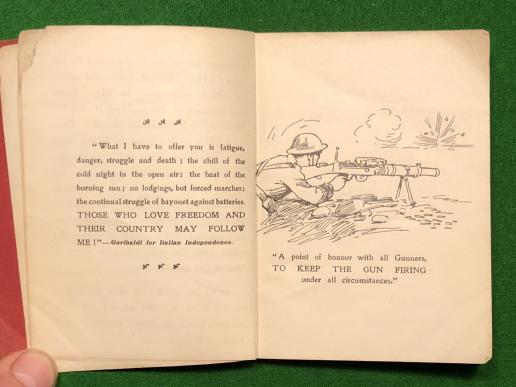 "What I have to offer you is fatigue,
danger, struggle and death ; the chill of
the cold night in the open air; the heat of
the burning sun ; no lodgings, but forced marches;
the continual struggle of bayonet against batteries.
THOSE WHO LOVE FREEDOM AND
THEIR COUNTRY MAY FOLLOW
ME !"—Garibaldi for Italian Independence.
"A point of honour with all Gunners,
TO KEEP THE GUN FIRING
under all circumstances."